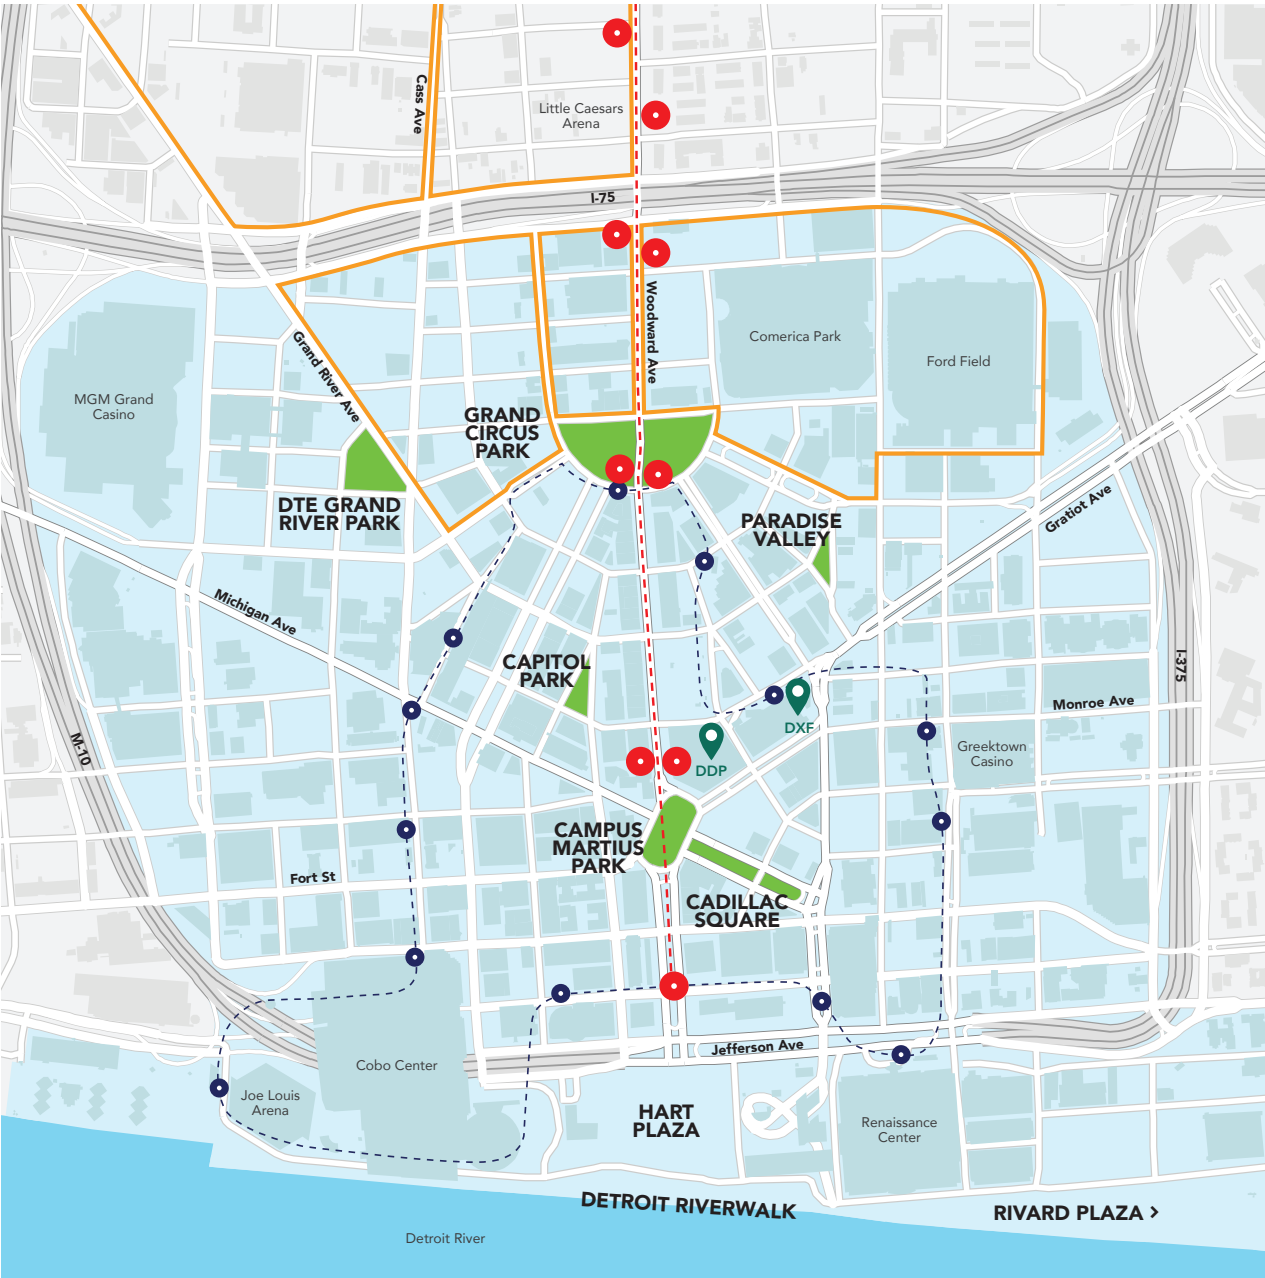 Cass Ave
Little Caesars
Arena
I-75
Woodward Ave
Comerica Park
Ford Field
Grand River Ave
MGM Grand
Casino
GRAND
CIRCUS
PARK
DTE GRAND
RIVER PARK
PARADISE
VALLEY
Gratiot Ave
Michigan Ave
CAPITOL
PARK
I-375
DXF
Monroe Ave
M-10
DDP
Greektown
Casino
CAMPUS
MARTIUS
PARK
Fort St
CADILLAC
SQUARE
Jefferson Ave
Cobo Center
Joe Louis
Arena
HART
PLAZA
Renaissance
Center
DETROIT RIVERWALK
RIVARD PLAZA >
Detroit River